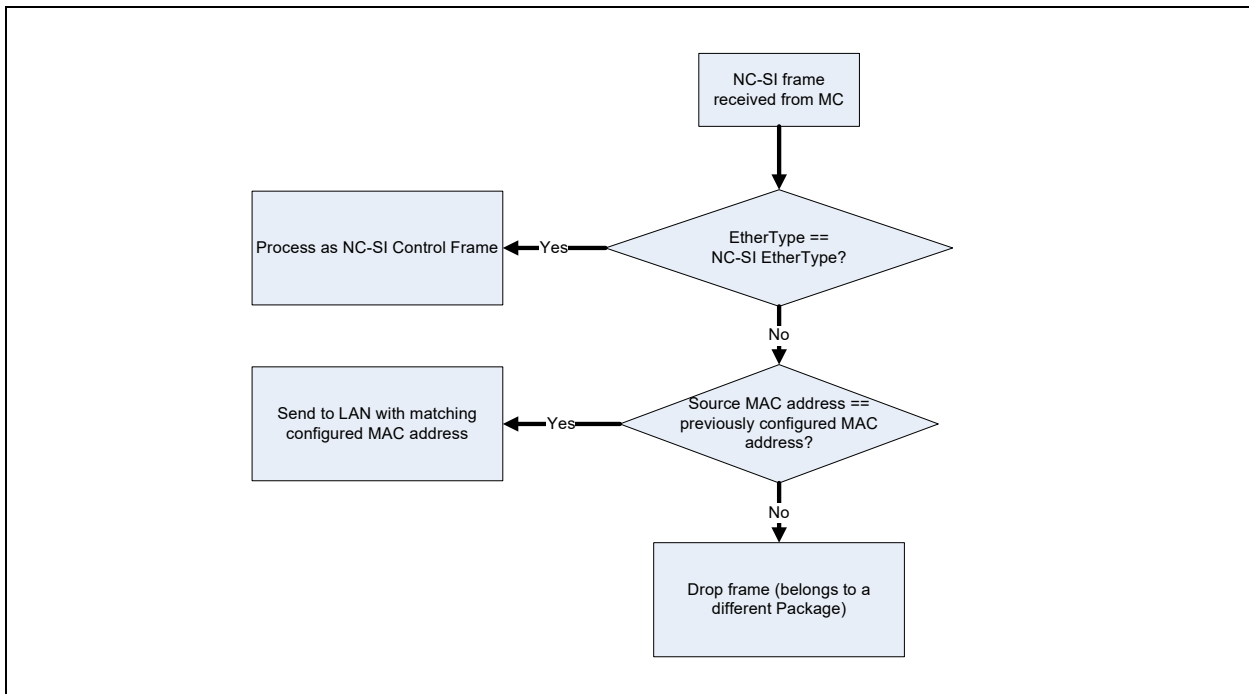 NC-SI frame
received from MC
EtherType ==
NC-SI EtherType?
Yes
Process as NC-SI Control Frame
No
Source MAC address ==
previously configured MAC
address?
Yes
Send to LAN with matching
configured MAC address
No
Drop frame (belongs to a
different Package)